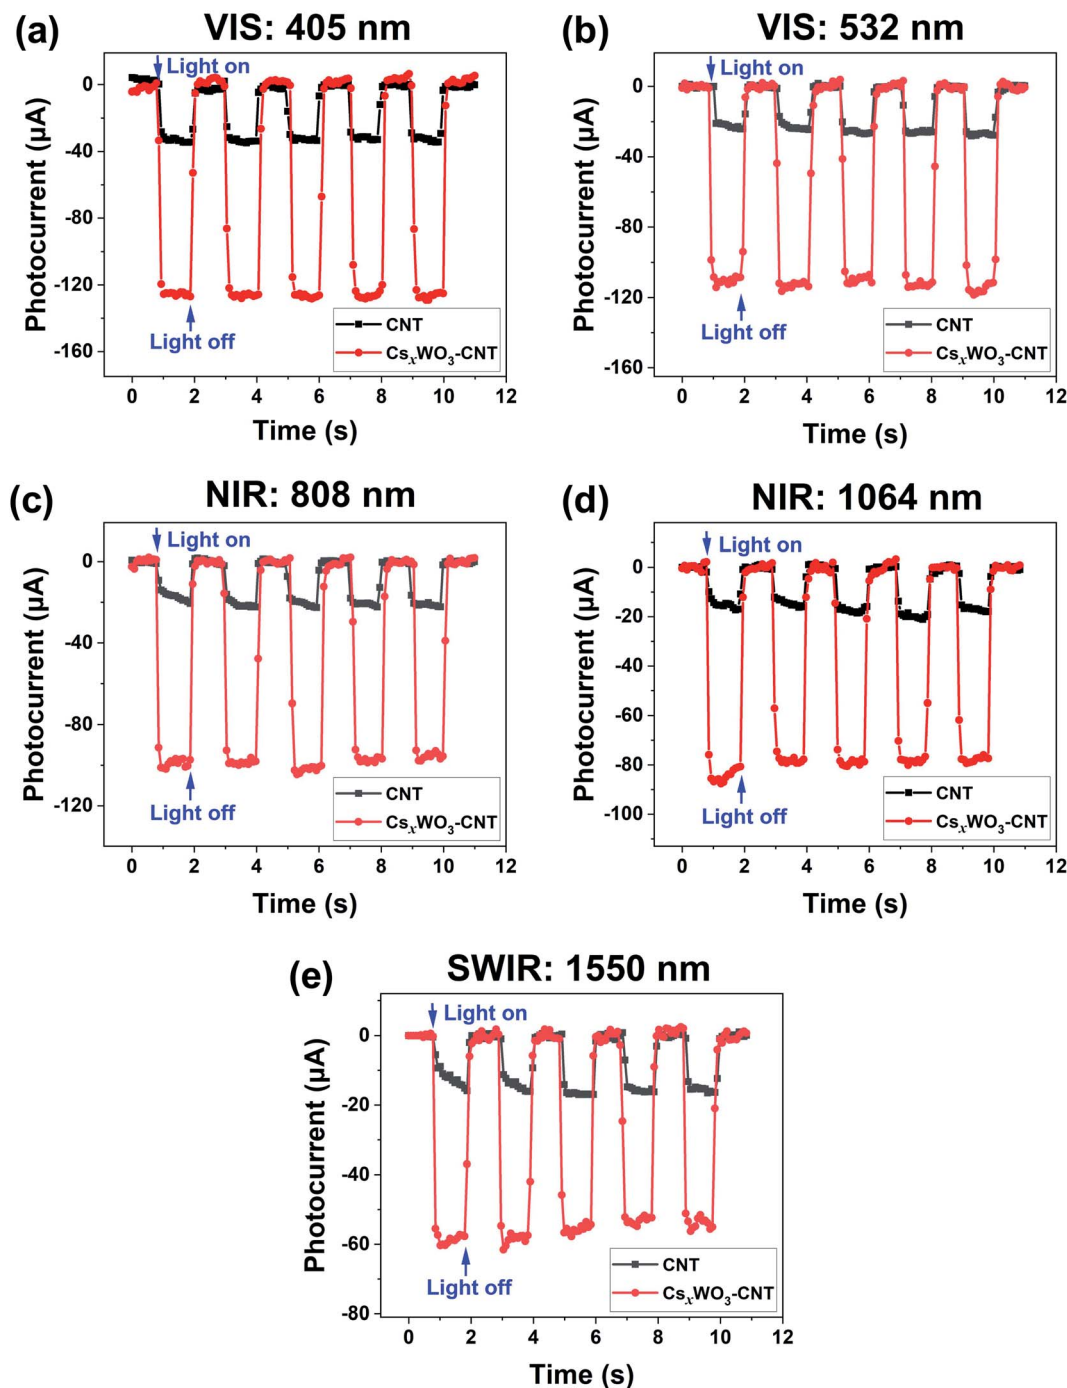 (a)
VIS: 405 nm
Light on
0
-40
-80
-120
-160
Photocurrent (µA)
Light off
CNT
CsₓWO₃-CNT
0 2 4 6 8 10 12
Time (s)
(b)
VIS: 532 nm
Light on
0
-40
-80
-120
-160
Photocurrent (µA)
Light off
CNT
CsₓWO₃-CNT
0 2 4 6 8 10 12
Time (s)
(c)
NIR: 808 nm
Light on
0
-40
-80
-120
Photocurrent (µA)
Light off
CNT
CsₓWO₃-CNT
0 2 4 6 8 10 12
Time (s)
(d)
NIR: 1064 nm
Light on
0
-20
-40
-60
-80
-100
Photocurrent (µA)
Light off
CNT
CsₓWO₃-CNT
0 2 4 6 8 10 12
Time (s)
(e)
SWIR: 1550 nm
Light on
0
-20
-40
-60
-80
Photocurrent (µA)
Light off
CNT
CsₓWO₃-CNT
0 2 4 6 8 10 12
Time (s)